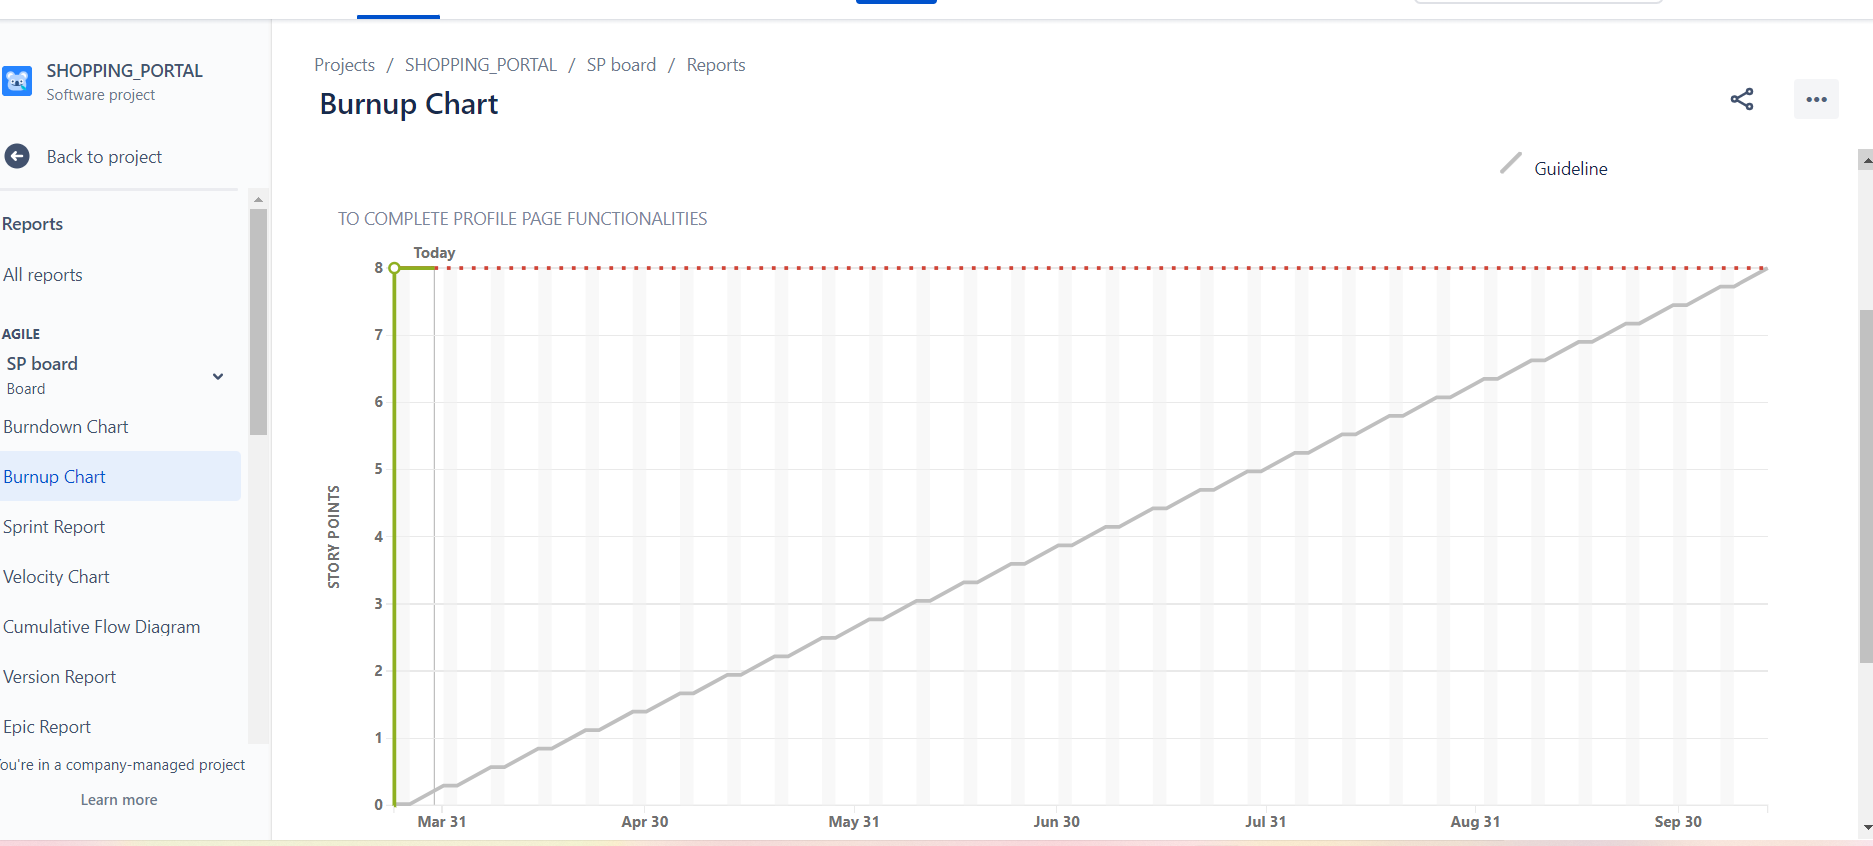 SHOPPING_PORTAL
Software project
Back to project
Reports
All reports
AGILE
SP board
Board
Burndown Chart
Burnup Chart
Sprint Report
Velocity Chart
Cumulative Flow Diagram
Version Report
Epic Report
You're in a company-managed project
Learn more
Projects / SHOPPING_PORTAL / SP board / Reports
Burnup Chart
Guideline
TO COMPLETE PROFILE PAGE FUNCTIONALITIES
Today
8
7
6
5
4
3
2
1
0
STORY POINTS
Mar 31 Apr 30 May 31 Jun 30 Jul 31 Aug 31 Sep 30